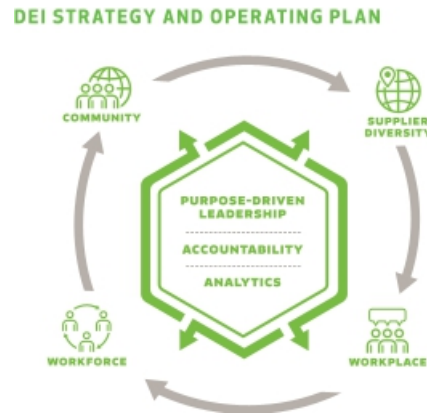 DEI STRATEGY AND OPERATING PLAN
COMMUNITY
SUPPLIER
DIVERSITY
PURPOSE-DRIVEN
LEADERSHIP
ACCOUNTABILITY
ANALYTICS
WORKFORCE
WORKPLACE